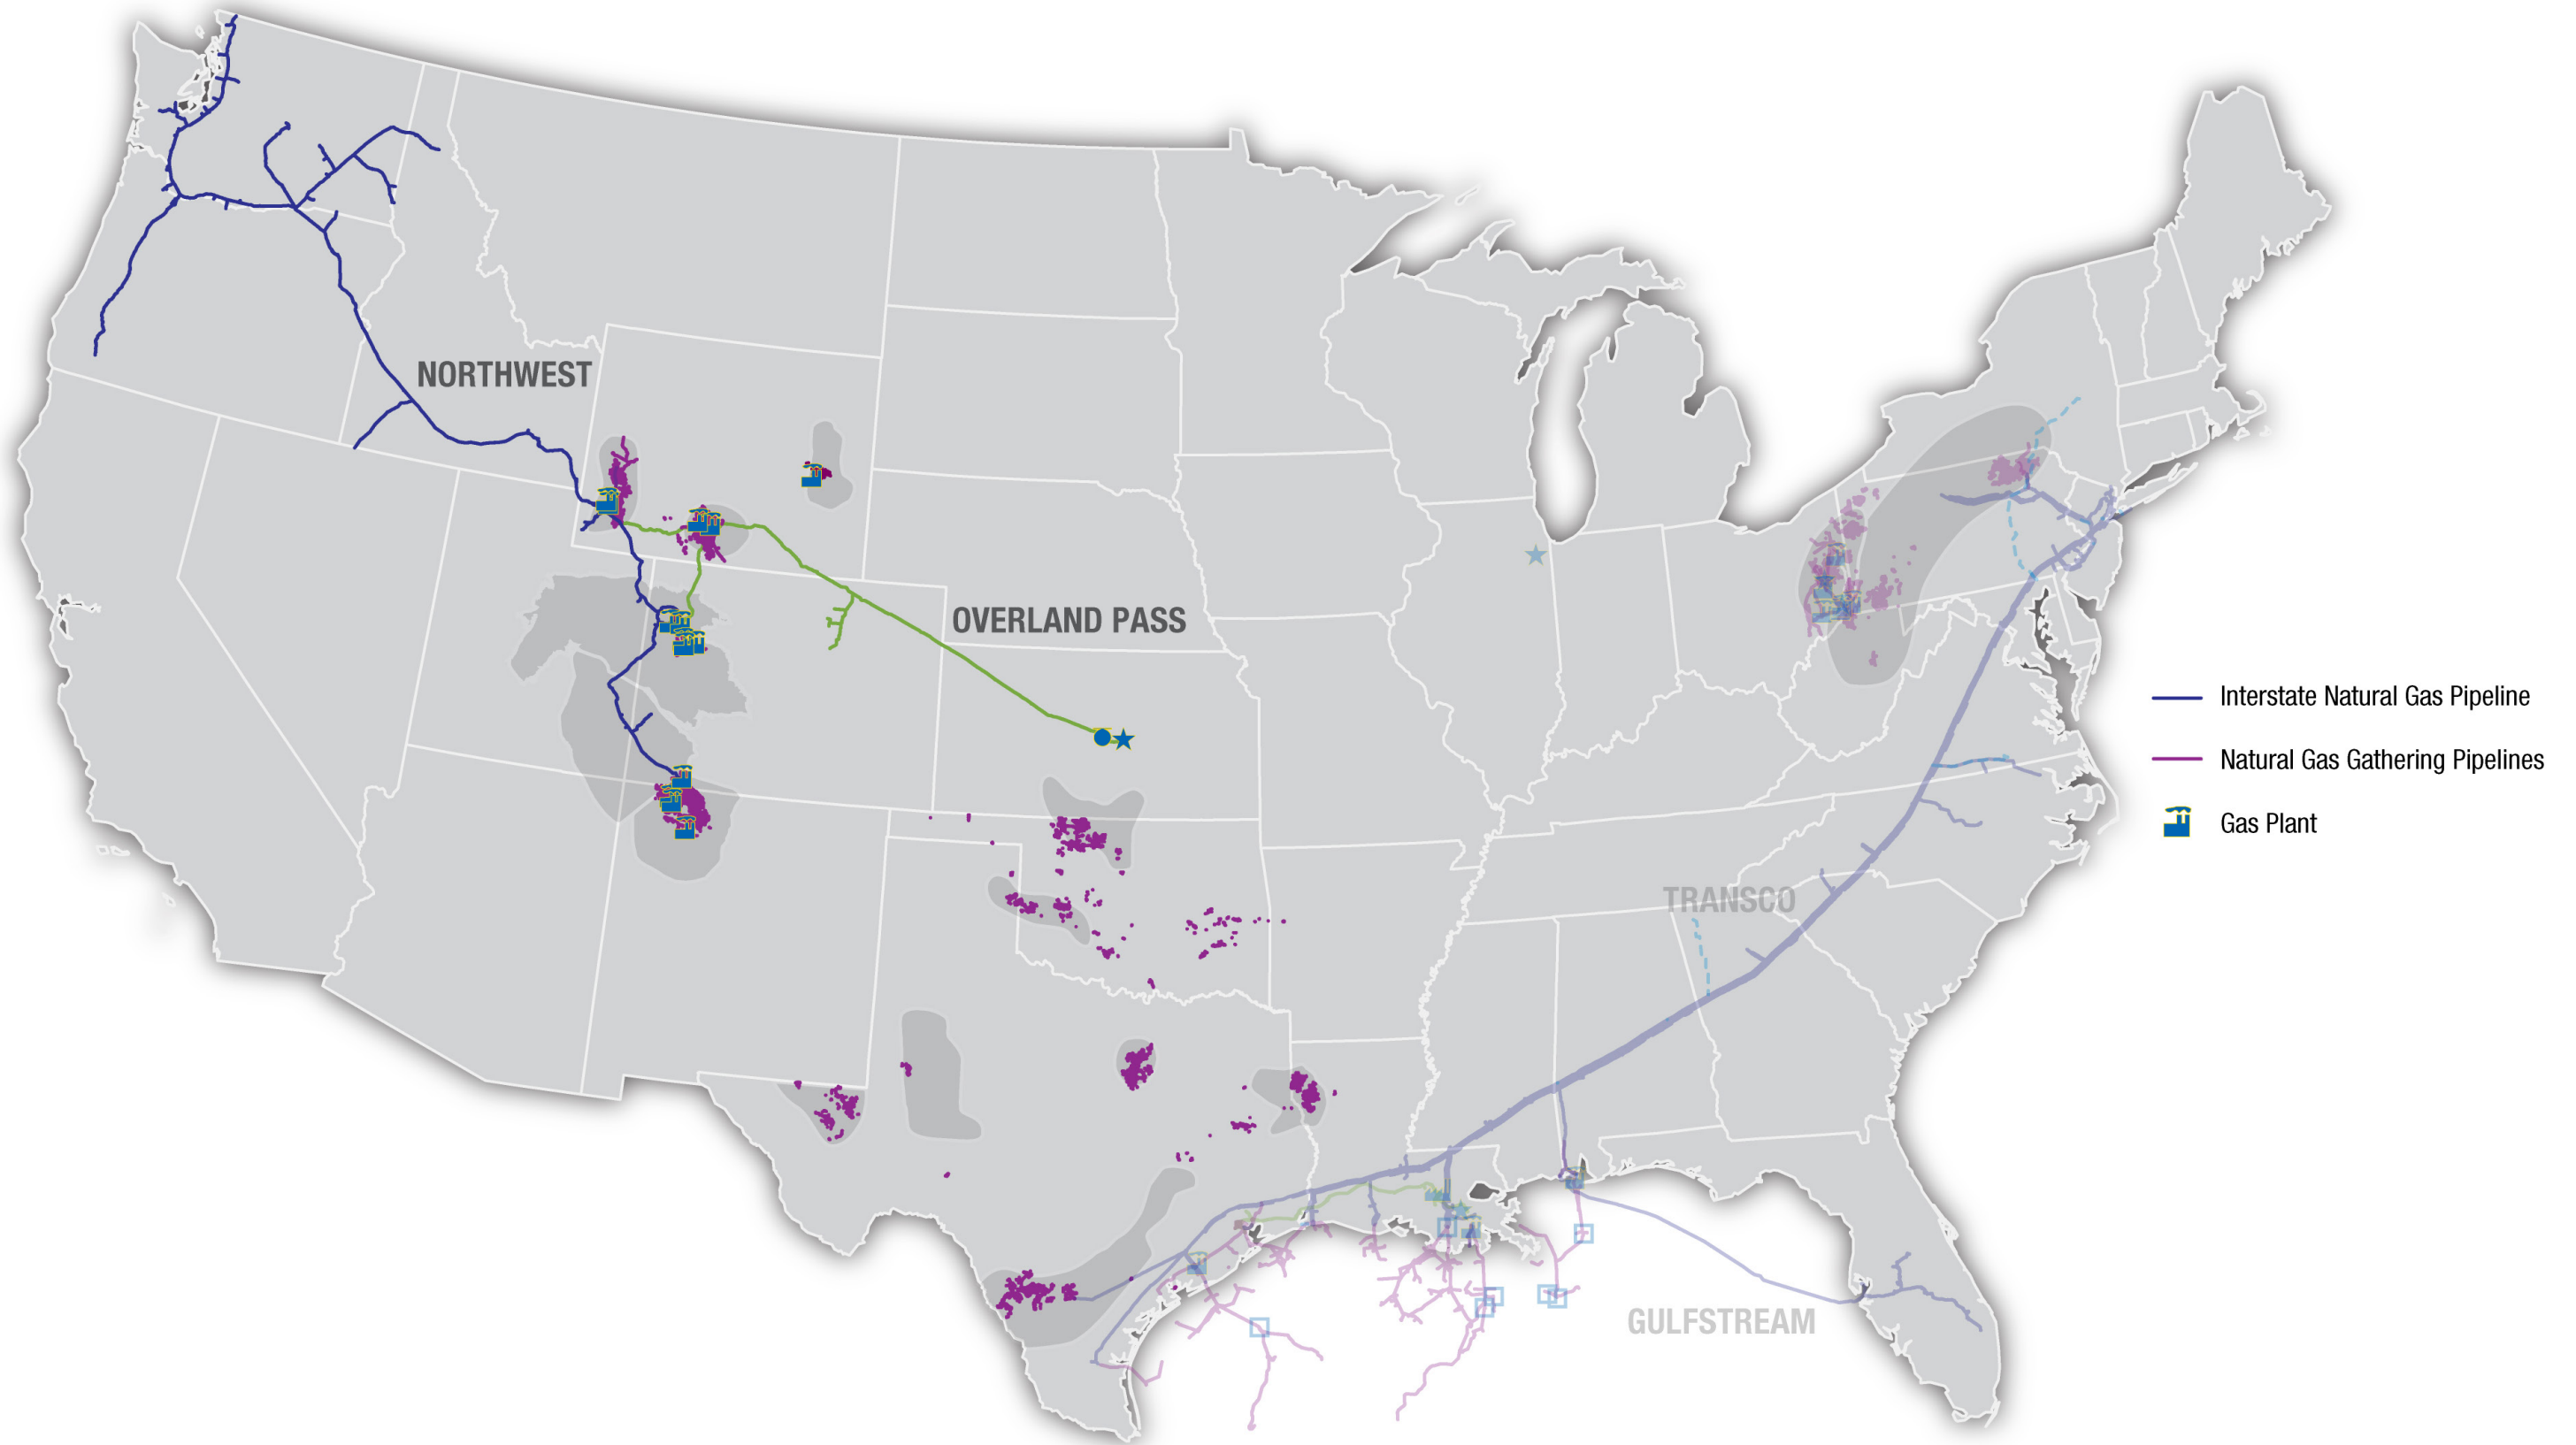 NORTHWEST
OVERLAND PASS
Interstate Natural Gas Pipeline
Natural Gas Gathering Pipelines
Gas Plant
TRANSCO
GULFSTREAM